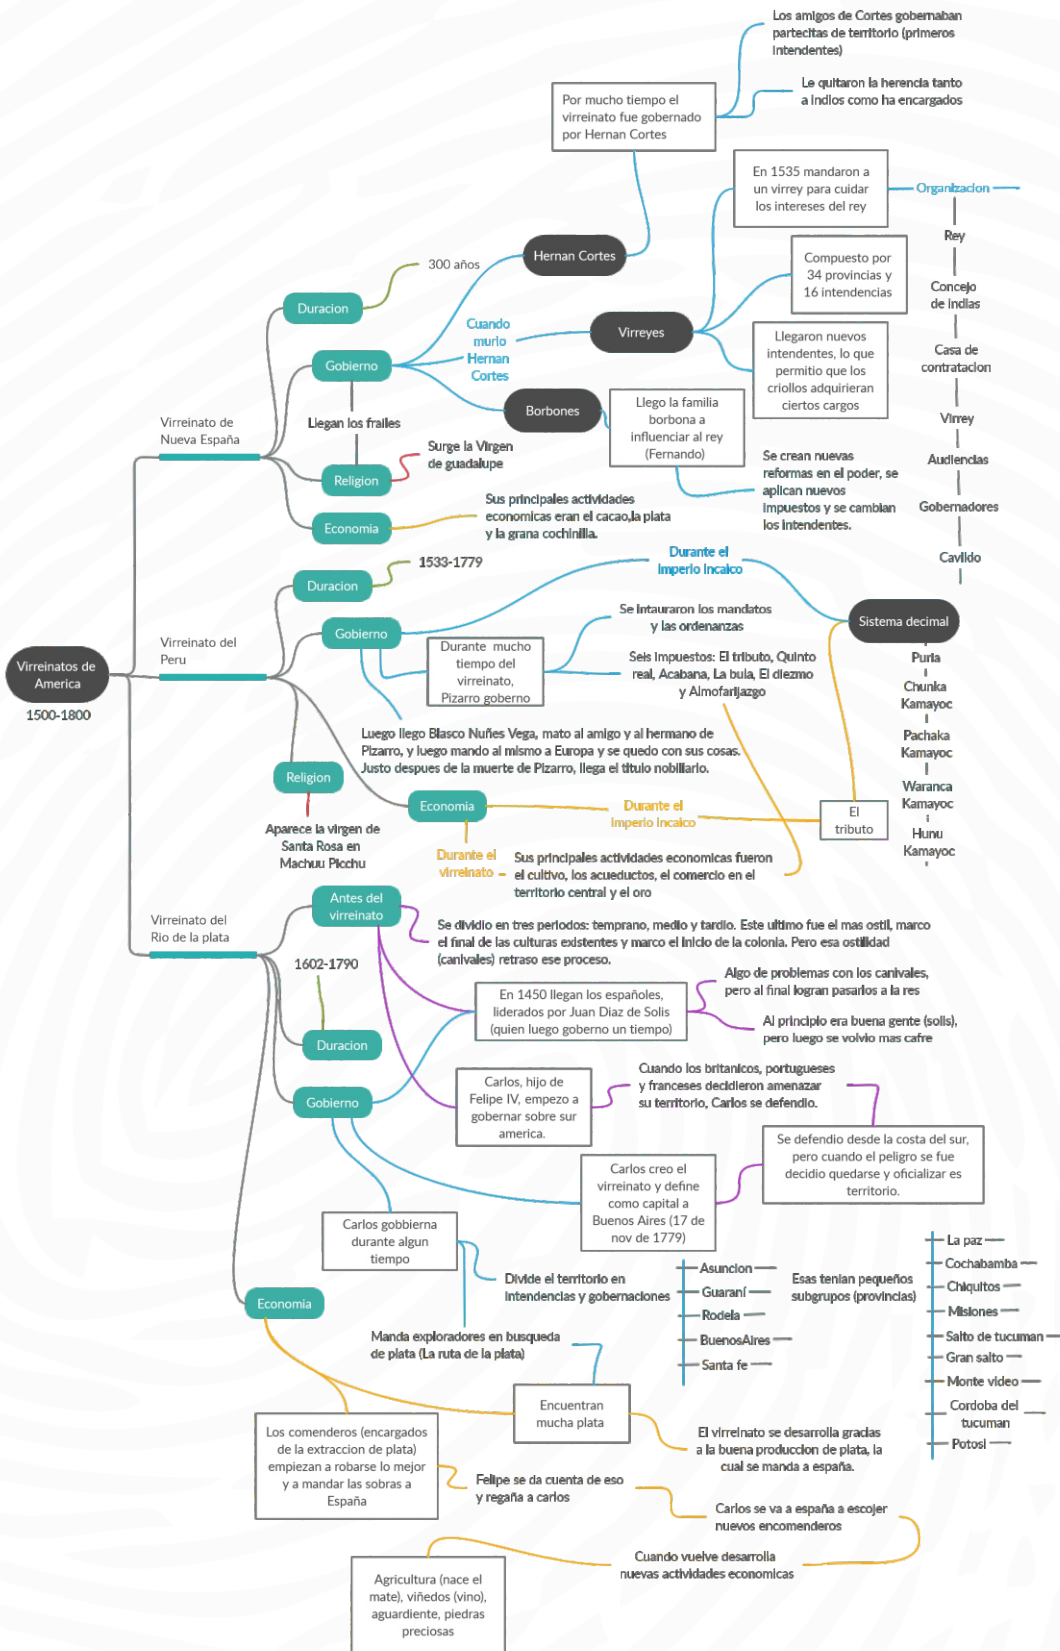 Los amigos de Cortes gobernaban
partecitas de territorio (primeros
intendentes)
Le quitaron la herencia tanto
a indios como ha encargados
Por mucho tiempo el
virreinato fue gobernado
por Hernan Cortes
En 1535 mandaron a
un virrey para cuidar
los intereses del rey
Organizacion
Rey
Concejo
de indias
Casa de
contratacion
Virrey
Audiencias
Gobernadores
Cavildo
Hernan Cortes
300 años
Compuesto por
34 provincias y
16 intendencias
Duracion
Cuando
murio
Hernan
Cortes
Virreyes
Llegaron nuevos
intendentes, lo que
permitio que los
criollos adquirieran
ciertos cargos
Gobierno
Borbones
Llego la familia
borbona a
influenciar al rey
(Fernando)
Virreinato de
Nueva España
Llegan los frailes
Surge la Virgen
de guadalupe
Se crean nuevas
reformas en el poder, se
aplican nuevos
impuestos y se cambian
los intendentes.
Religion
Sus principales actividades
economicas eran el cacao,la plata
y la grana cochinilla.
Economia
1533-1779
Durante el
imperio incaico
Duracion
Se intauraron los mandatos
y las ordenanzas
Sistema decimal
Gobierno
Virreinato del
Peru
Durante mucho
tiempo del
virreinato,
Pizarro goberno
Seis impuestos: El tributo, Quinto
real, Acabana, La bula, El diezmo
y Almofarijazgo
Puria
Chunka
Kamayoc
Pachaka
Kamayoc
Waranca
Kamayoc
Hunu
Kamayoc
Virreinatos de
America
1500-1800
Luego llego Blasco Nuñes Vega, mato al amigo y al hermano de
Pizarro, y luego mando al mismo a Europa y se quedo con sus cosas.
Justo despues de la muerte de Pizarro, llega el titulo nobiliario.
Religion
Economia
Durante el
imperio incaico
El
tributo
Aparece la virgen de
Santa Rosa en
Machuu Picchu
Durante el
virreinato
Sus principales actividades economicas fueron
el cultivo, los acueductos, el comercio en el
territorio central y el oro
Antes del
virreinato
Virreinato del
Rio de la plata
Se dividio en tres periodos: temprano, medio y tardio. Este ultimo fue el mas ostil, marco
el final de las culturas existentes y marco el inicio de la colonia. Pero esa ostilidad
(canivales) retraso ese proceso.
1602-1790
En 1450 llegan los españoles,
liderados por Juan Diaz de Solis
(quien luego goberno un tiempo)
Algo de problemas con los canivales,
pero al final logran pasarlos a la res
Al principio era buena gente (solis),
pero luego se volvio mas cafre
Duracion
Gobierno
Carlos, hijo de
Felipe IV, empezo a
gobernar sobre sur
america.
Cuando los britanicos, portugueses
y franceses decidieron amenazar
su territorio, Carlos se defendio.
Se defendio desde la costa del sur,
pero cuando el peligro se fue
decidio quedarse y oficializar es
territorio.
Carlos creo el
virreinato y define
como capital a
Buenos Aires (17 de
nov de 1779)
Carlos gobbierna
durante algun
tiempo
Divide el territorio en
intendencias y gobernaciones
Asuncion
Guaraní
Rodela
BuenosAires
Santa fe
Esas tenian pequeños
subgrupos (provincias)
La paz
Cochabamba
Chiquitos
Misiones
Salto de tucuman
Gran salto
Monte video
Cordoba del
tucuman
Potosi
Economia
Manda exploradores en busqueda
de plata (La ruta de la plata)
Encuentran
mucha plata
El virreinato se desarrolla gracias
a la buena produccion de plata, la
cual se manda a españa.
Los comenderos (encargados
de la extraccion de plata)
empiezan a robarse lo mejor
y a mandar las sobras a
España
Felipe se da cuenta de eso
y regaña a carlos
Carlos se va a españa a escojer
nuevos encomenderos
Cuando vuelve desarrolla
nuevas actividades economicas
Agricultura (nace el
mate), viñedos (vino),
aguardiente, piedras
preciosas